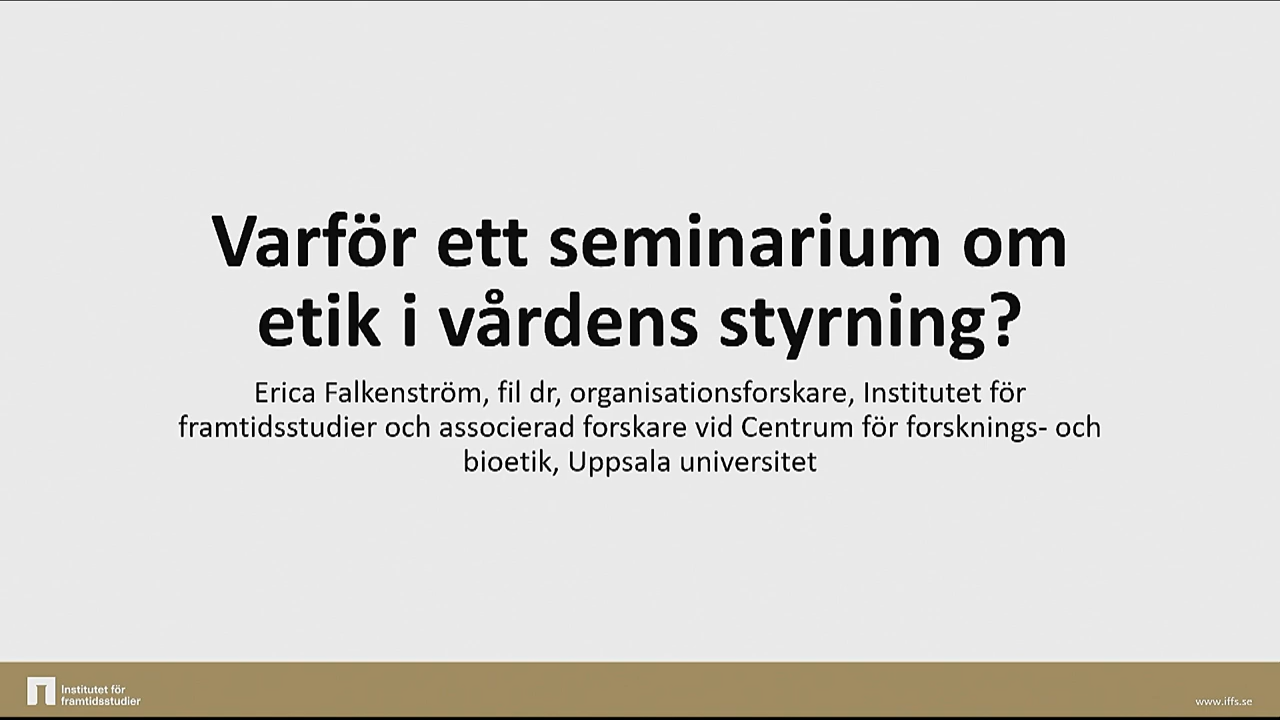 Varför ett seminarium om
etik i vårdens styrning?
Erica Falkenström, fil dr, organisationsforskare, Institutet för
framtidsstudier och associerad forskare vid Centrum för forsknings- och
bioetik, Uppsala universitet
Institutet för
framtidsstudier
www.iffs.se